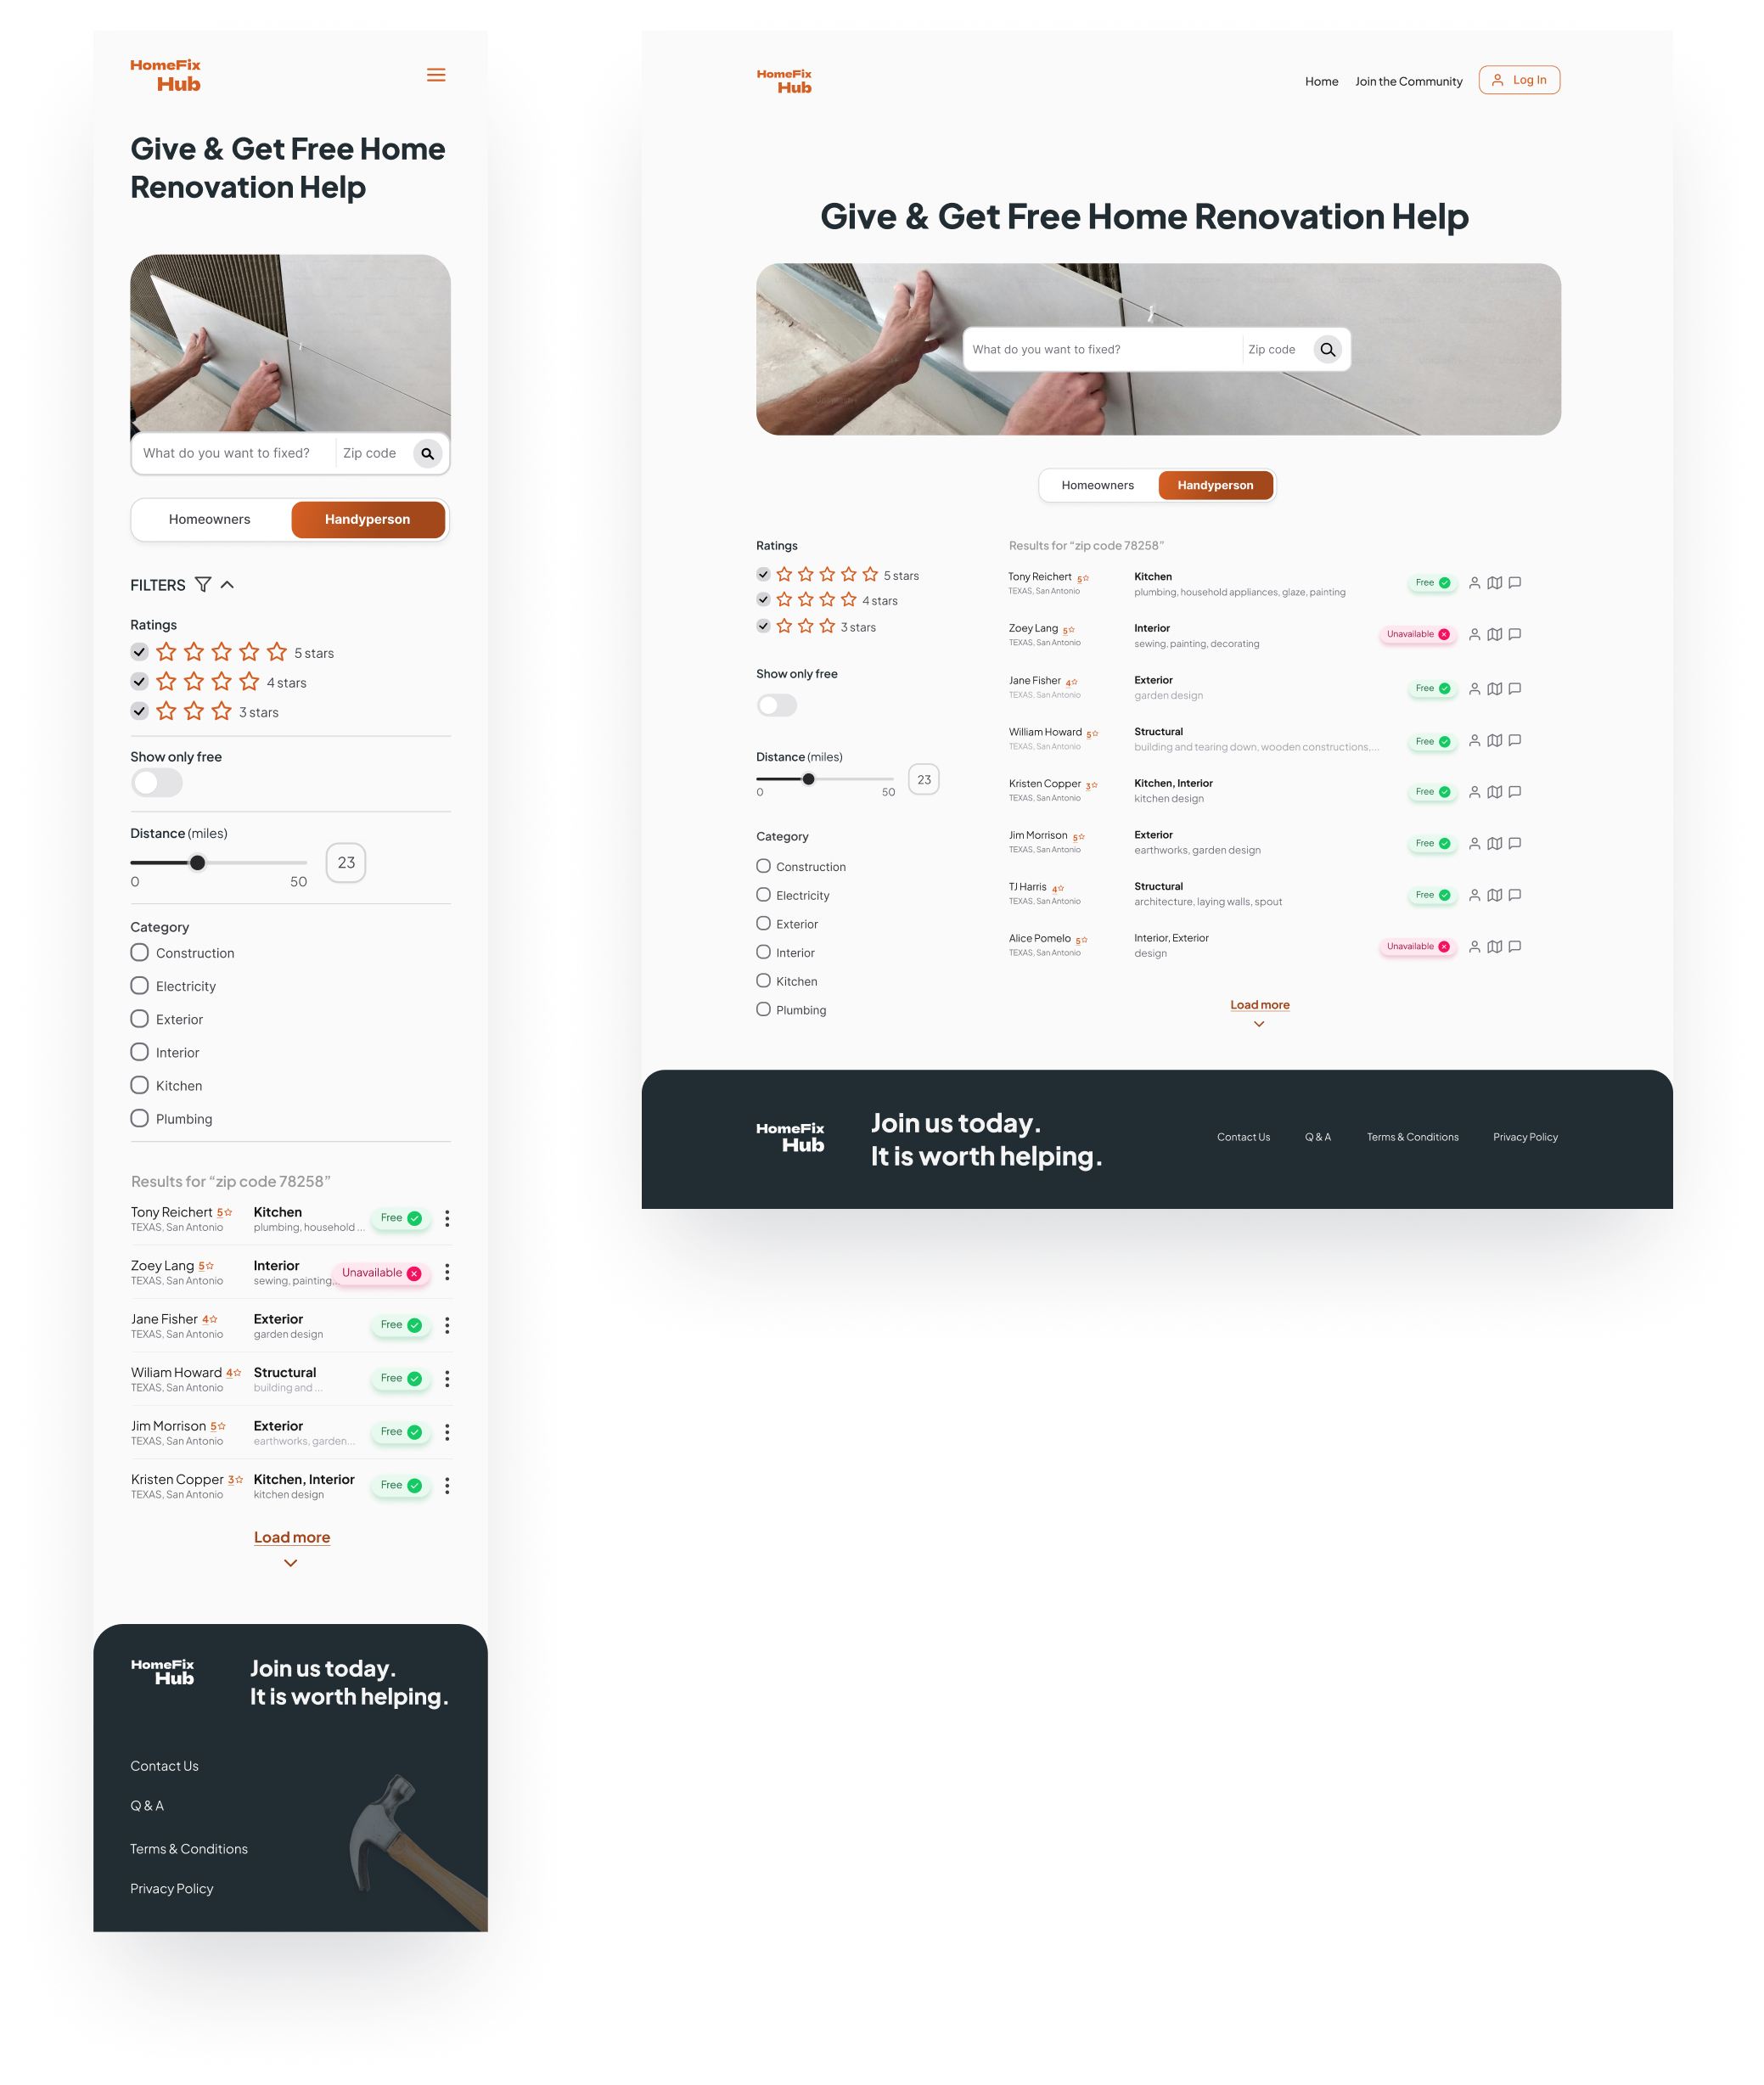 HomeFix
Hub
Give & Get Free Home
Renovation Help
What do you want to fixed? Zip code
Homeowners Handyperson
FILTERS
Ratings
5 stars
4 stars
3 stars
Show only free
Distance (miles)
23
0 50
Category
Construction
Electricity
Exterior
Interior
Kitchen
Plumbing
Results for “zip code 78258”
Tony Reichert 5 Kitchen
TEXAS, San Antonio plumbing, household ... Free
Zoey Lang 5 Interior
TEXAS, San Antonio sewing, painting... Unavailable
Jane Fisher 4 Exterior
TEXAS, San Antonio garden design Free
Wiliam Howard 4 Structural
TEXAS, San Antonio building and ... Free
Jim Morrison 5 Exterior
TEXAS, San Antonio earthworks, garden... Free
Kristen Copper 3 Kitchen, Interior
TEXAS, San Antonio kitchen design Free
Load more
HomeFix
Hub
Join us today.
It is worth helping.
Contact Us
Q & A
Terms & Conditions
Privacy Policy
HomeFix
Hub
Home Join the Community Log In
Give & Get Free Home Renovation Help
What do you want to fixed? Zip code
Homeowners Handyperson
Ratings
5 stars
4 stars
3 stars
Show only free
Distance (miles)
23
0 50
Category
Construction
Electricity
Exterior
Interior
Kitchen
Plumbing
Results for “zip code 78258”
Tony Reichert 5 Kitchen
TEXAS, San Antonio plumbing, household appliances, glaze, painting Free
Zoey Lang 5 Interior
TEXAS, San Antonio sewing, painting, decorating Unavailable
Jane Fisher 4 Exterior
TEXAS, San Antonio garden design Free
William Howard 5 Structural
TEXAS, San Antonio building and tearing down, wooden constructions,... Free
Kristen Copper 3 Kitchen, Interior
TEXAS, San Antonio kitchen design Free
Jim Morrison 5 Exterior
TEXAS, San Antonio earthworks, garden design Free
TJ Harris 4 Structural
TEXAS, San Antonio architecture, laying walls, spout Free
Alice Pomelo 5 Interior, Exterior
TEXAS, San Antonio design Unavailable
Load more
HomeFix
Hub
Join us today.
It is worth helping.
Contact Us Q & A Terms & Conditions Privacy Policy